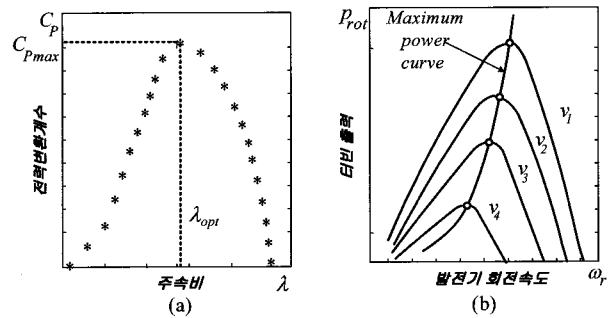 (a)
C_P
C_Pmax
전력변환계수
λ_opt
주속비
λ
(a)
p_rot
Maximum
power
curve
터빈 출력
v_1
v_2
v_3
v_4
발전기 회전속도
ω_r
(b)